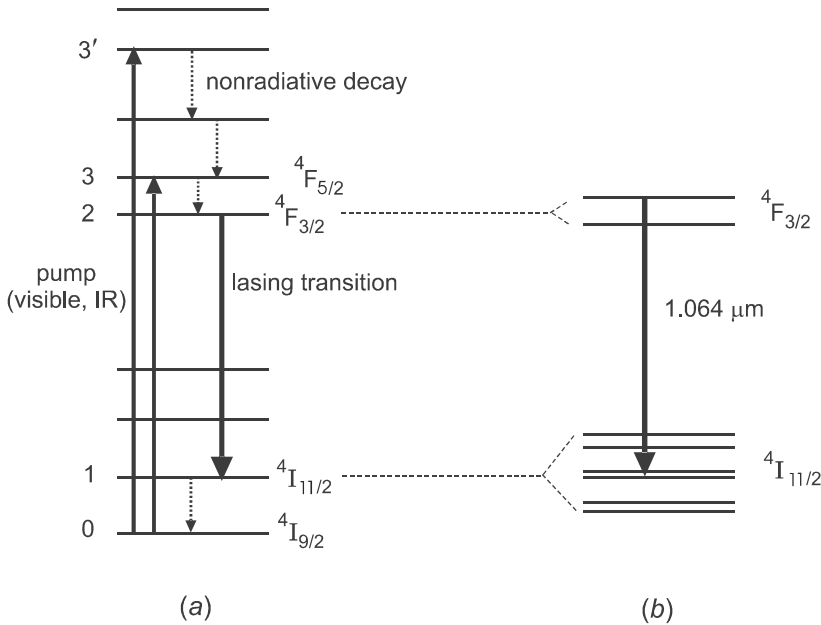 3′
nonradiative decay
3
⁴F₅/₂
2
⁴F₃/₂
⁴F₃/₂
pump
(visible, IR)
lasing transition
1.064 μm
1
⁴I₁₁/₂
⁴I₁₁/₂
0
⁴I₉/₂
(a)
(b)